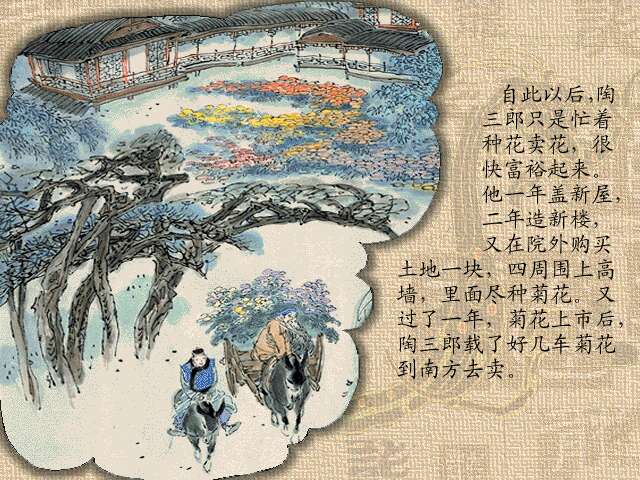 自此以后,陶
三郎只是忙着
种花卖花，很
快富裕起来。
他一年盖新屋，
二年造新楼，
又在院外购买
土地一块，四周围上高
墙，里面尽种菊花。又
过了一年，菊花上市后，
陶三郎载了好几车菊花
到南方去卖。